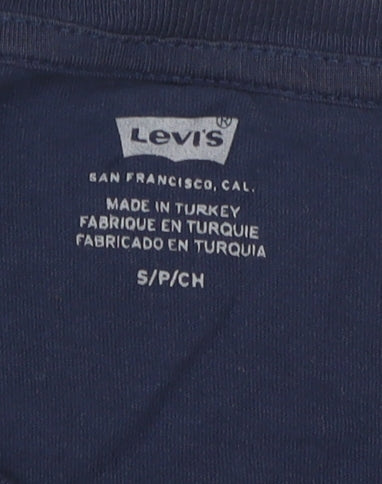 Levi's®
SAN FRANCISCO, CAL.
MADE IN TURKEY
FABRIQUE EN TURQUIE
FABRICADO EN TURQUIA
S/P/CH